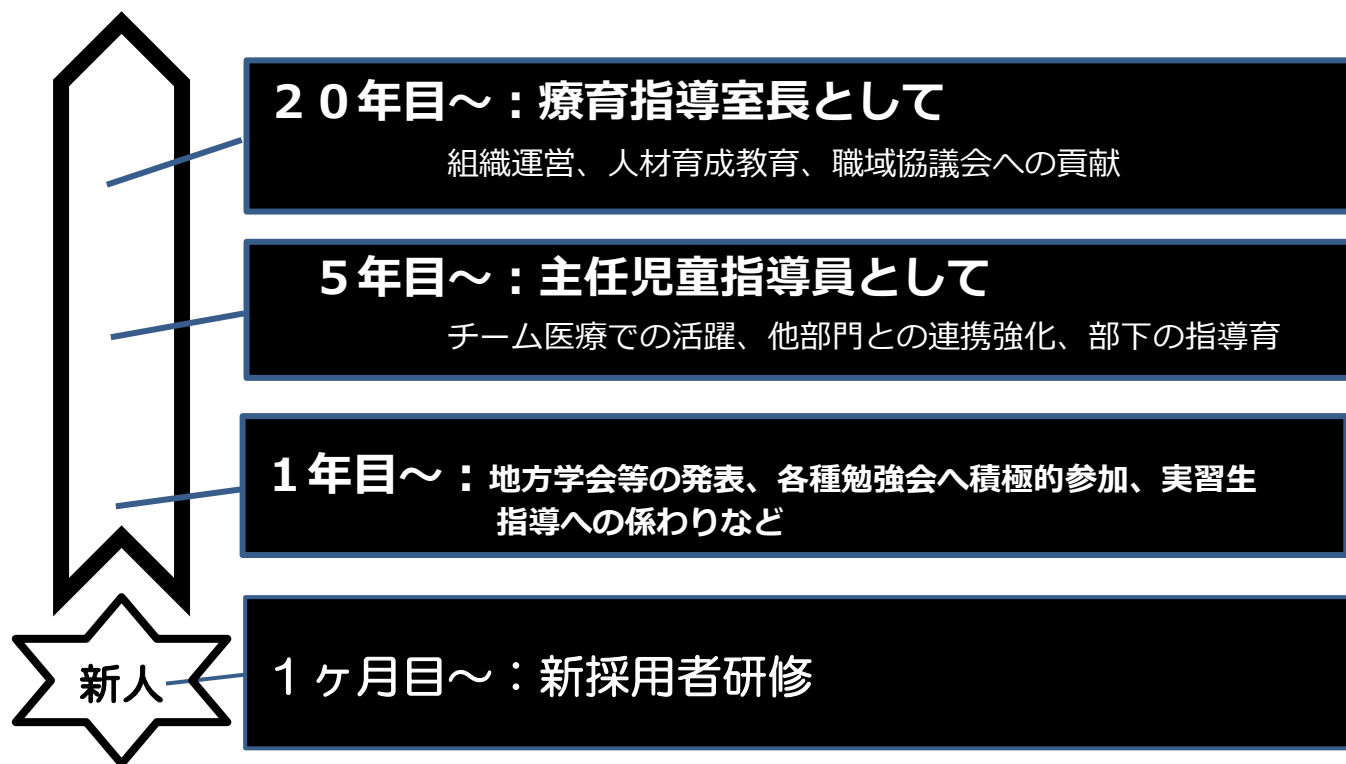 ２０年目～：療育指導室長として
組織運営、人材育成教育、職域協議会への貢献
５年目～：主任児童指導員として
チーム医療での活躍、他部門との連携強化、部下の指導育
１年目～：地方学会等の発表、各種勉強会へ積極的参加、実習生
指導への係わりなど
新人
１ヶ月目～：新採用者研修